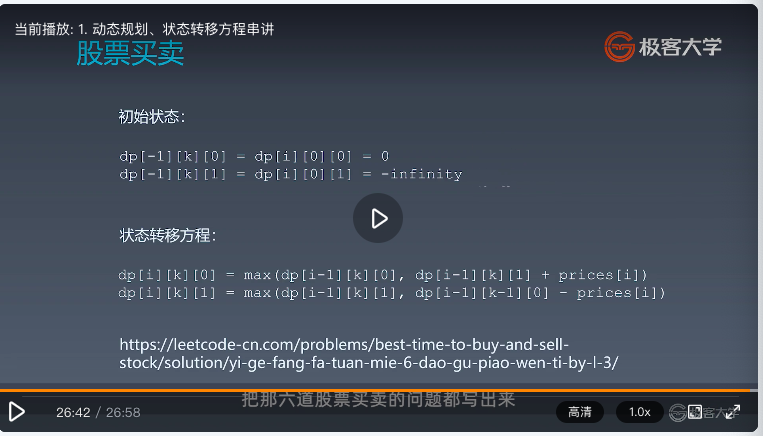 当前播放: 1. 动态规划、状态转移方程串讲
股票买卖
极客大学
初始状态：
dp[-1][k][0] = dp[i][0][0] = 0
dp[-1][k][1] = dp[i][0][1] = -infinity
状态转移方程：
dp[i][k][0] = max(dp[i-1][k][0], dp[i-1][k][1] + prices[i])
dp[i][k][1] = max(dp[i-1][k][1], dp[i-1][k-1][0] - prices[i])
https://leetcode-cn.com/problems/best-time-to-buy-and-sell-
stock/solution/yi-ge-fang-fa-tuan-mie-6-dao-gu-piao-wen-ti-by-l-3/
把那六道股票买卖的问题都写出来
26:42 / 26:58
高清
1.0x
极客大学